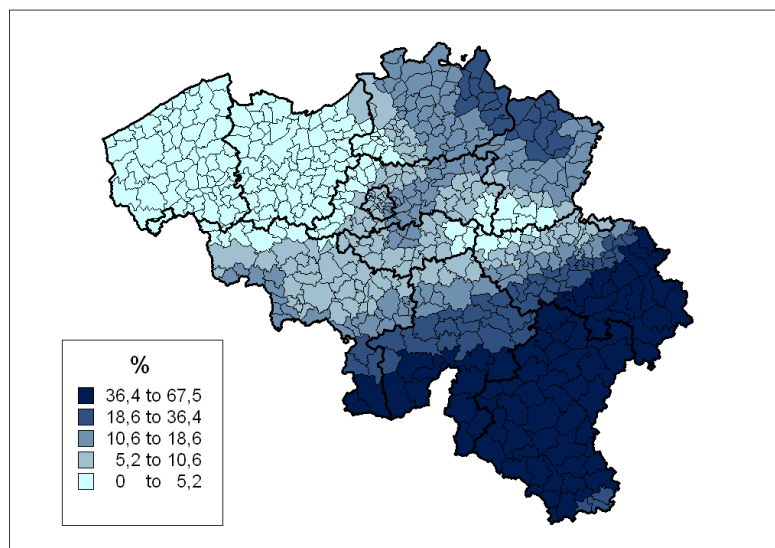 %
36,4 to 67,5
18,6 to 36,4
10,6 to 18,6
5,2 to 10,6
0 to 5,2